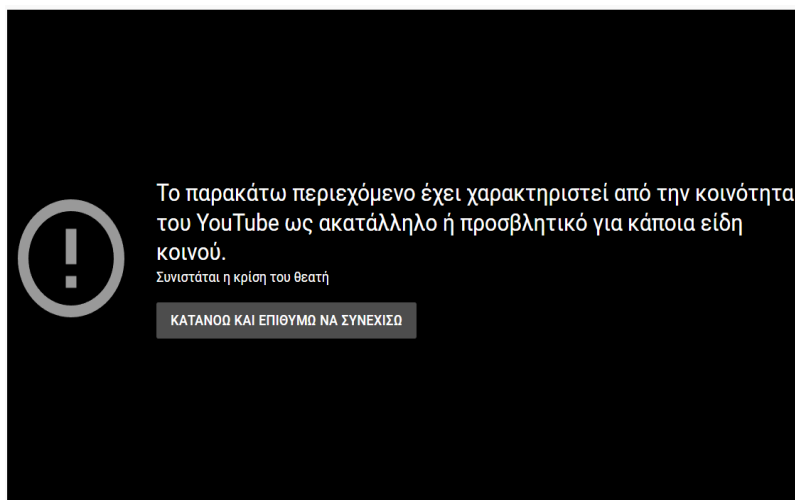 Το παρακάτω περιεχόμενο έχει χαρακτηριστεί από την κοινότητα
του YouTube ως ακατάλληλο ή προσβλητικό για κάποια είδη
κοινού.
Συνιστάται η κρίση του θεατή
ΚΑΤΑΝΟΩ ΚΑΙ ΕΠΙΘΥΜΩ ΝΑ ΣΥΝΕΧΙΣΩ